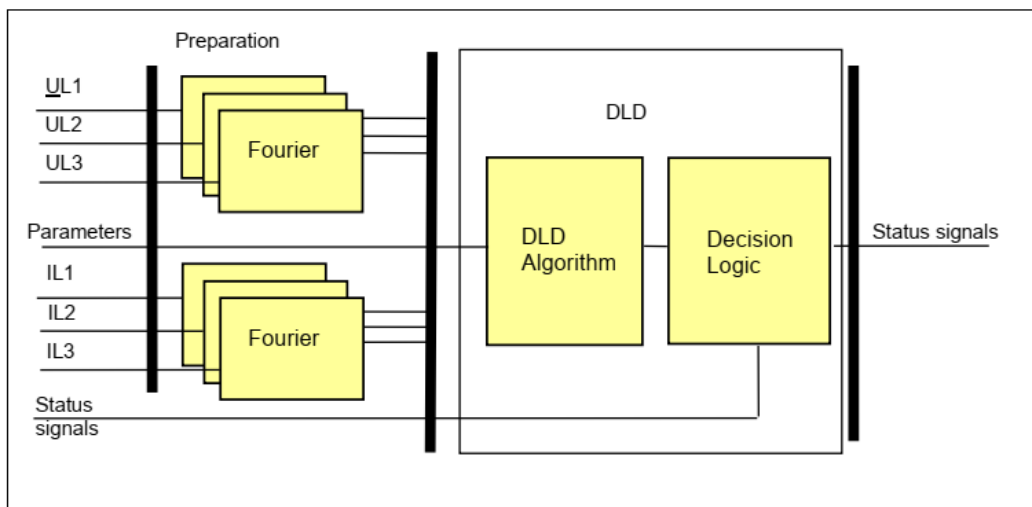 Preparation
UL1
UL2
UL3
Fourier
DLD
Parameters
DLD
Algorithm
Decision
Logic
Status signals
IL1
IL2
IL3
Fourier
Status
signals